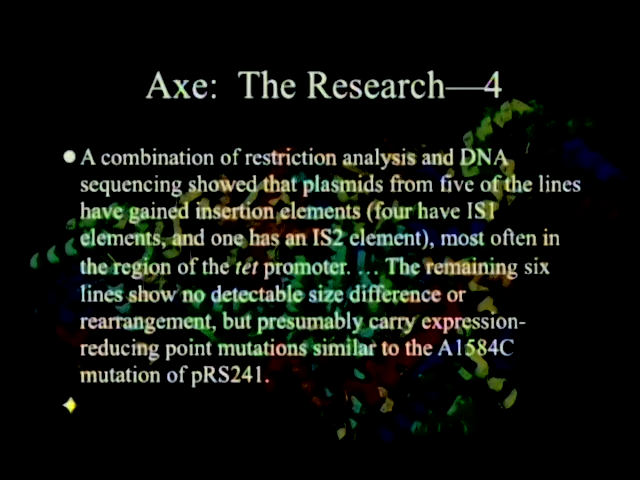 Axe:  The Research—4
A combination of restriction analysis and DNA
sequencing showed that plasmids from five of the lines
have gained insertion elements (four have IS1
elements, and one has an IS2 element), most often in
the region of the tet promoter. … The remaining six
lines show no detectable size difference or
rearrangement, but presumably carry expression-
reducing point mutations similar to the A1584C
mutation of pRS241.